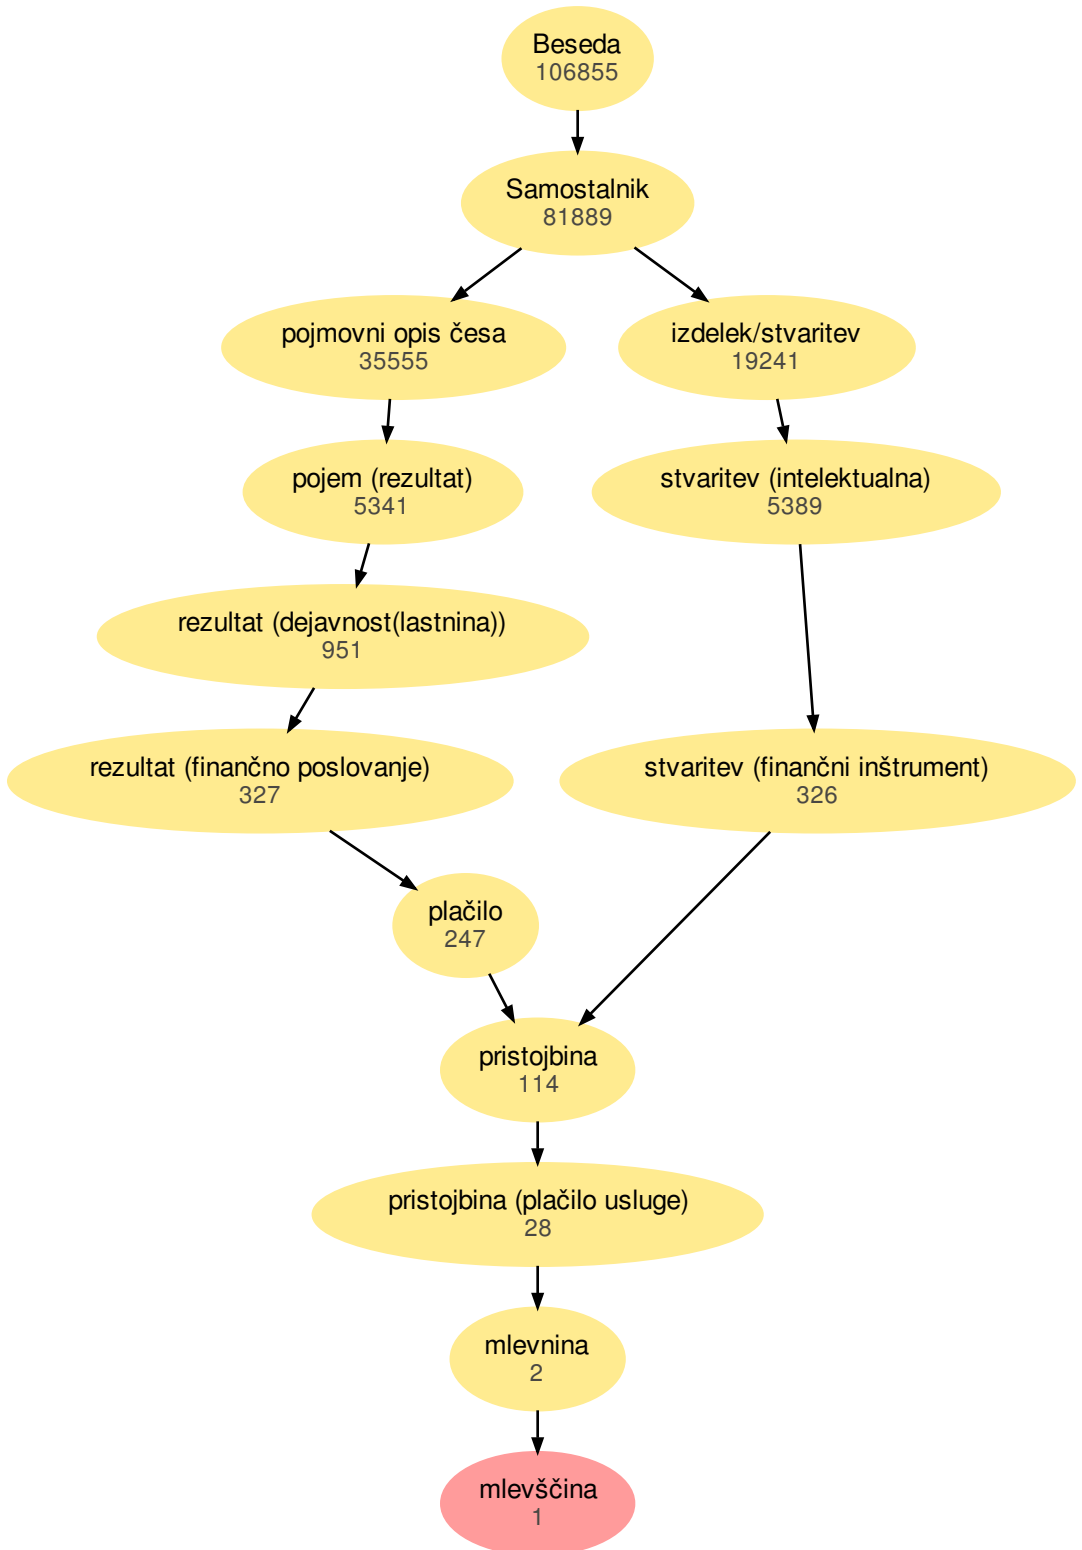 Beseda
106855
Samostalnik
81889
pojmovni opis česa
35555
izdelek/stvaritev
19241
pojem (rezultat)
5341
stvaritev (intelektualna)
5389
rezultat (dejavnost(lastnina))
951
rezultat (finančno poslovanje)
327
stvaritev (finančni inštrument)
326
plačilo
247
pristojbina
114
pristojbina (plačilo usluge)
28
mlevnina
2
mlevščina
1